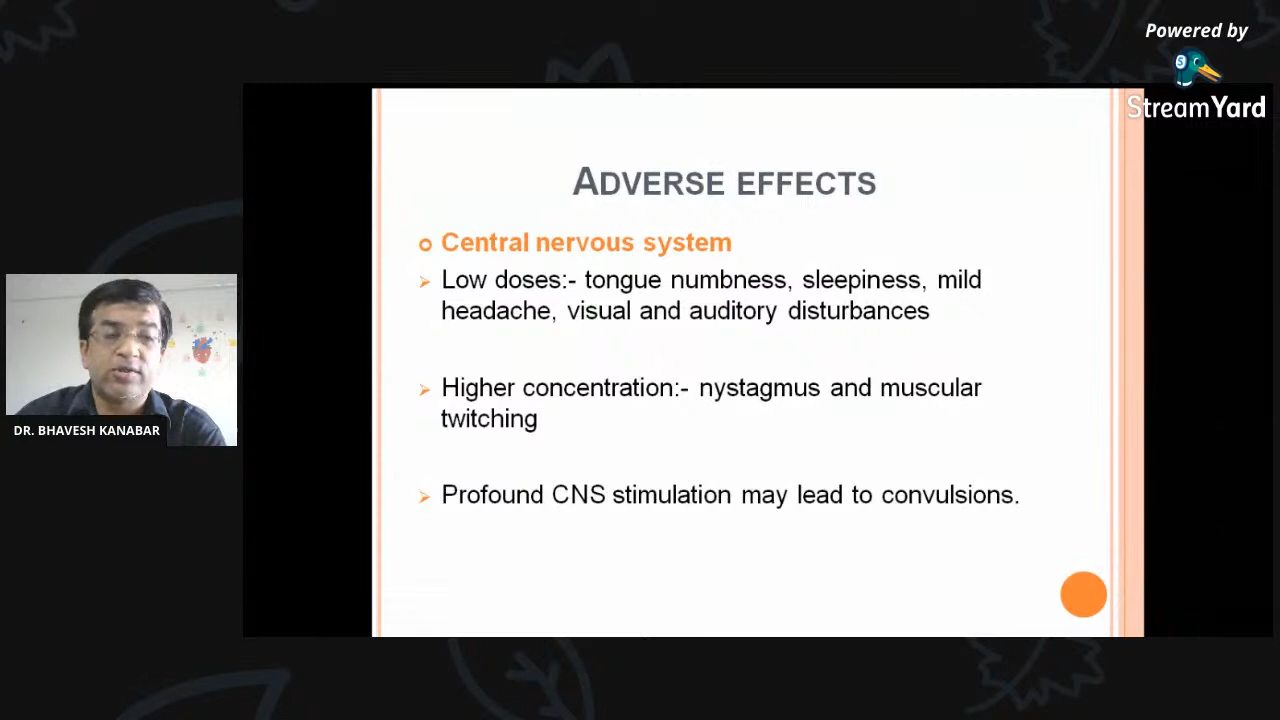 Powered by
StreamYard
ADVERSE EFFECTS
Central nervous system
Low doses:- tongue numbness, sleepiness, mild
headache, visual and auditory disturbances
Higher concentration:- nystagmus and muscular
twitching
Profound CNS stimulation may lead to convulsions.
DR. BHAVESH KANABAR